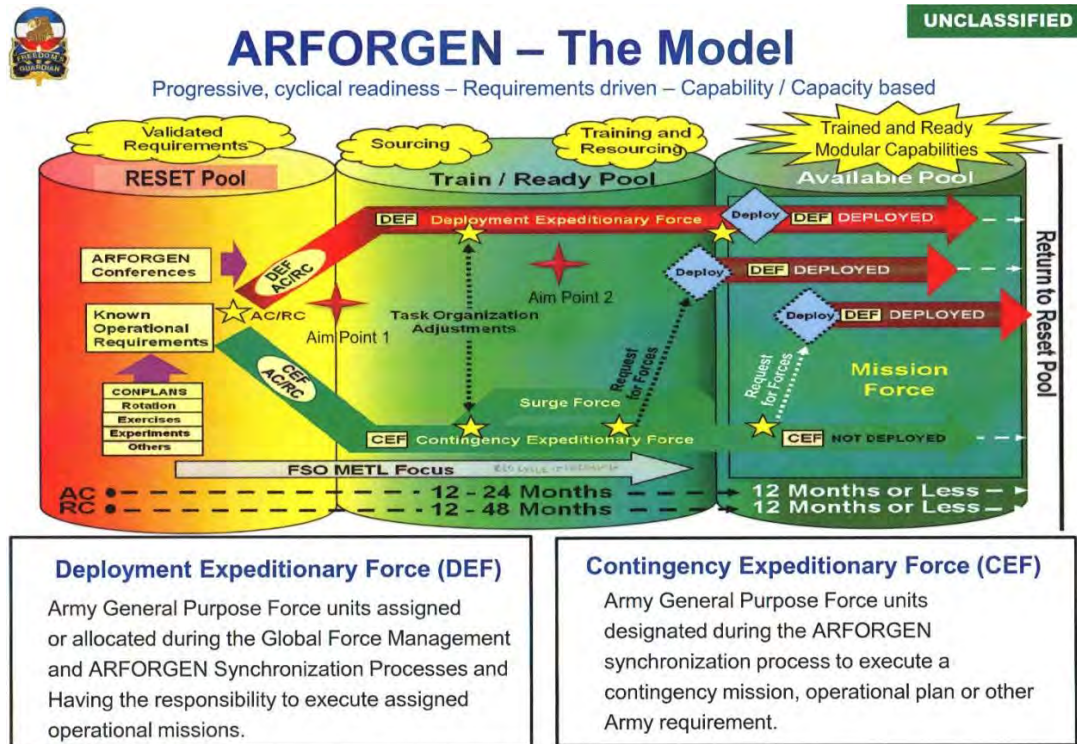 UNCLASSIFIED
FREEDOM
GUARDIAN
ARFORGEN – The Model
Progressive, cyclical readiness – Requirements driven – Capability / Capacity based
Validated
Requirements
Sourcing
Training and
Resourcing
Trained and Ready
Modular Capabilities
RESET Pool
Train / Ready Pool
Available Pool
DEF Deployment Expeditionary Force
Deploy DEF DEPLOYED
ARFORGEN
Conferences
DEF
AC/RC
Deploy DEF DEPLOYED
Aim Point 2
Known
Operational
Requirements
AC/RC
Aim Point 1
Task Organization
Adjustments
Deploy DEF DEPLOYED
Return to Reset Pool
CEF
AC/RC
Request
for Forces
Request
for Forces
Mission
Force
CONPLANS
Rotation
Exercises
Experiments
Others
Surge Force
CEF Contingency Expeditionary Force
CEF NOT DEPLOYED
FSO METL Focus
AC 12 - 24 Months 12 Months or Less
RC 12 - 48 Months 12 Months or Less
Deployment Expeditionary Force (DEF)
Army General Purpose Force units assigned
or allocated during the Global Force Management
and ARFORGEN Synchronization Processes and
Having the responsibility to execute assigned
operational missions.
Contingency Expeditionary Force (CEF)
Army General Purpose Force units
designated during the ARFORGEN
synchronization process to execute a
contingency mission, operational plan or other
Army requirement.